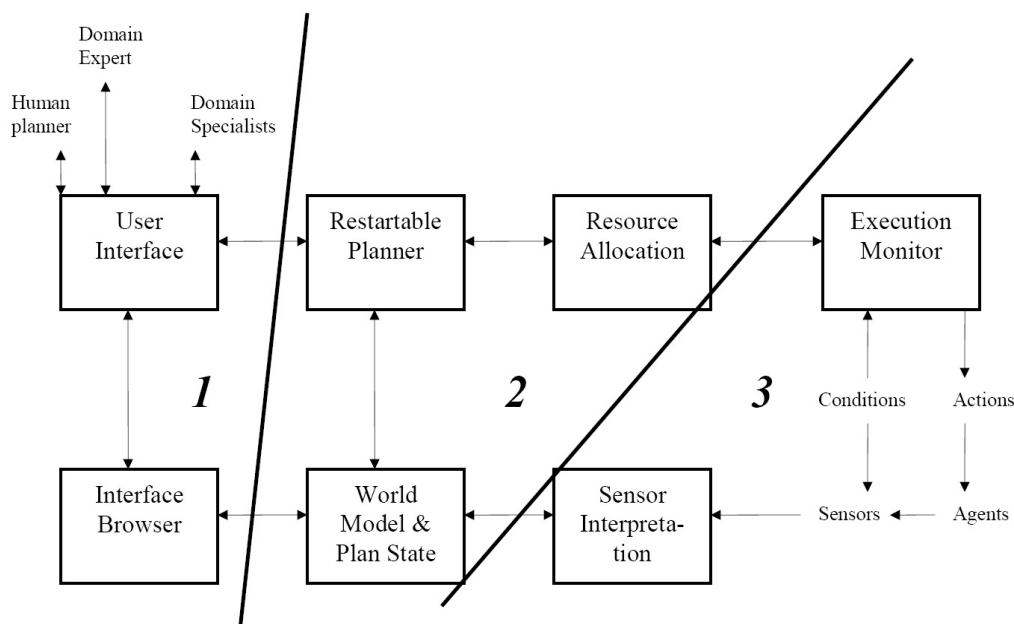 Domain
Expert
Human
planner
Domain
Specialists
User
Interface
Restartable
Planner
Resource
Allocation
Execution
Monitor
1
2
3
Conditions
Actions
Interface
Browser
World
Model &
Plan State
Sensor
Interpreta-
tion
Sensors
Agents